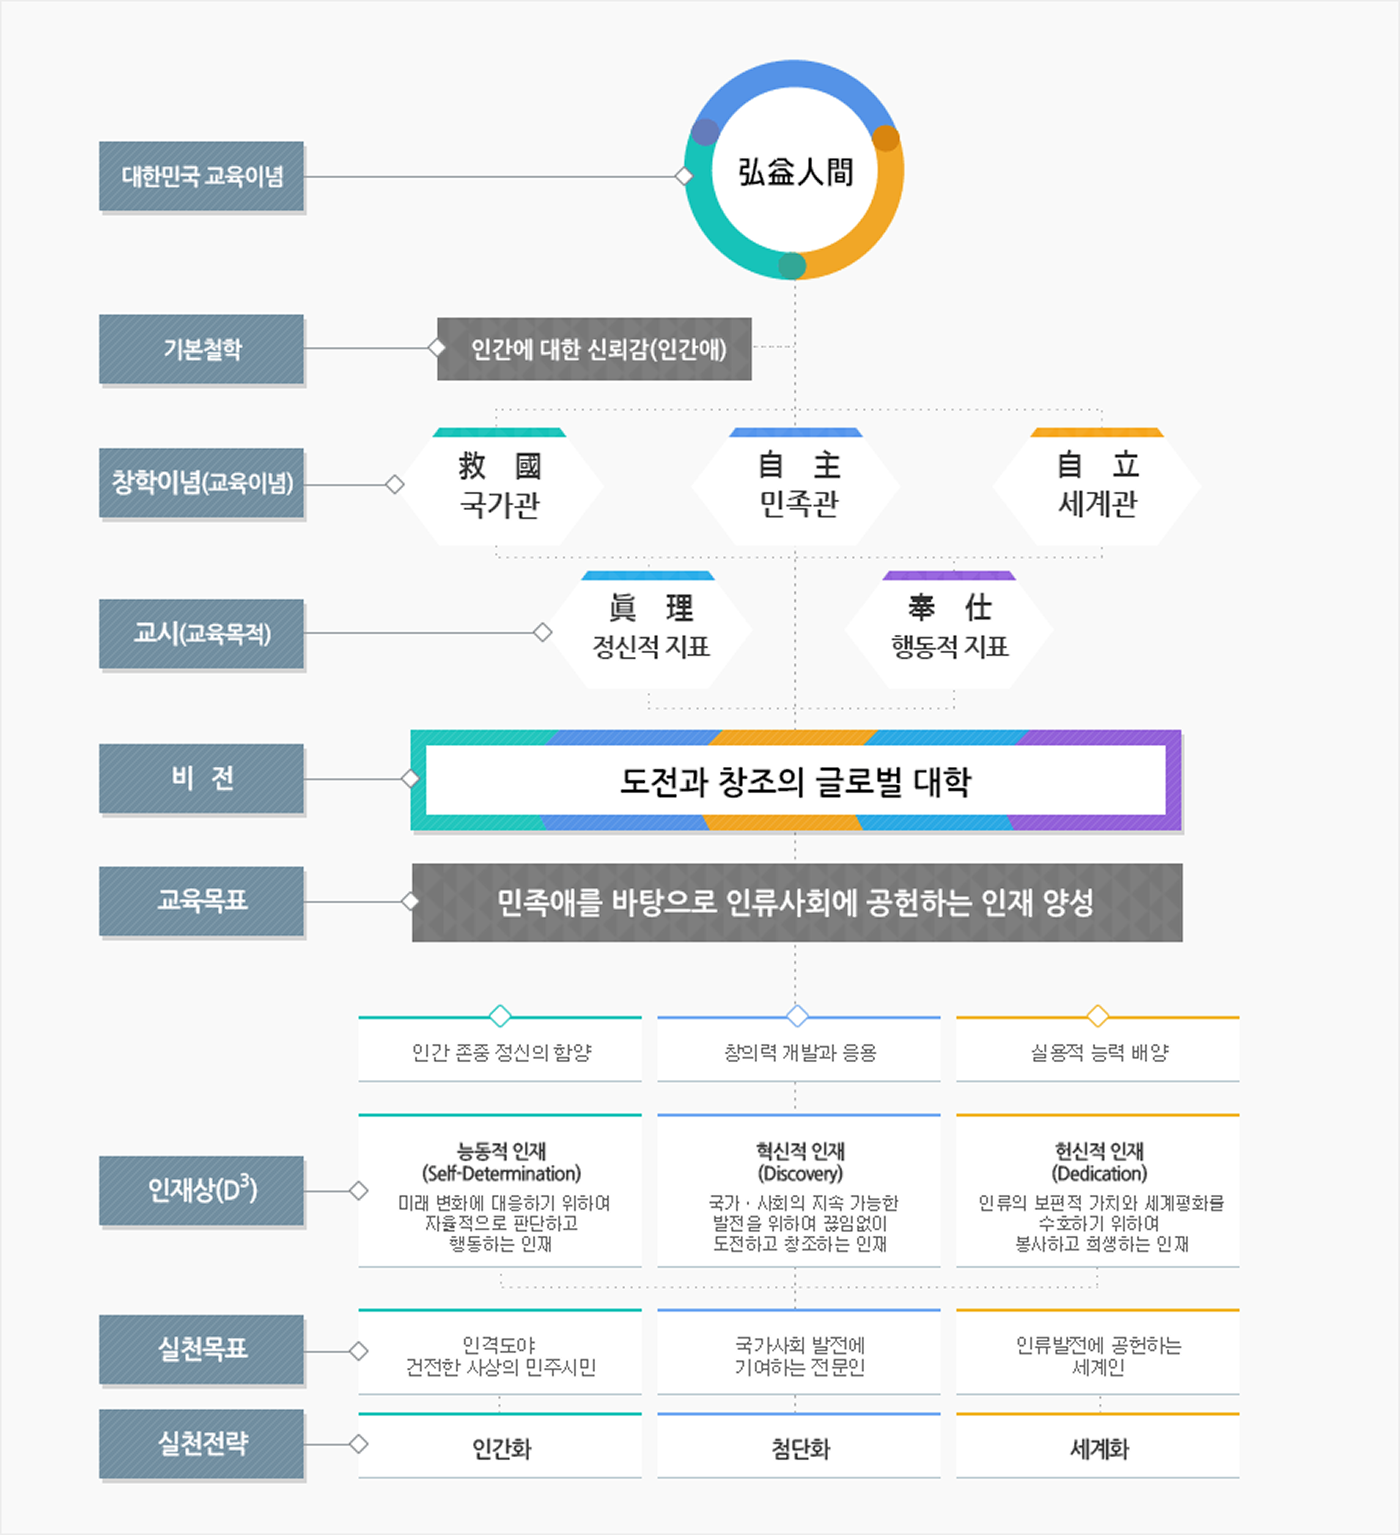 대한민국 교육이념
弘益人間
기본철학
인간에 대한 신뢰감(인간애)
창학이념(교육이념)
救 國
국가관
自 主
민족관
自 立
세계관
교시(교육목적)
眞 理
정신적 지표
奉 仕
행동적 지표
비 전
도전과 창조의 글로벌 대학
교육목표
민족애를 바탕으로 인류사회에 공헌하는 인재 양성
인간 존중 정신의 함양
창의력 개발과 응용
실용적 능력 배양
인재상(D³)
능동적 인재
(Self-Determination)
미래 변화에 대응하기 위하여
자율적으로 판단하고
행동하는 인재
혁신적 인재
(Discovery)
국가 · 사회의 지속 가능한
발전을 위하여 끊임없이
도전하고 창조하는 인재
헌신적 인재
(Dedication)
인류의 보편적 가치와 세계평화를
수호하기 위하여
봉사하고 희생하는 인재
실천목표
인격도야
건전한 사상의 민주시민
국가사회 발전에
기여하는 전문인
인류발전에 공헌하는
세계인
실천전략
인간화
첨단화
세계화